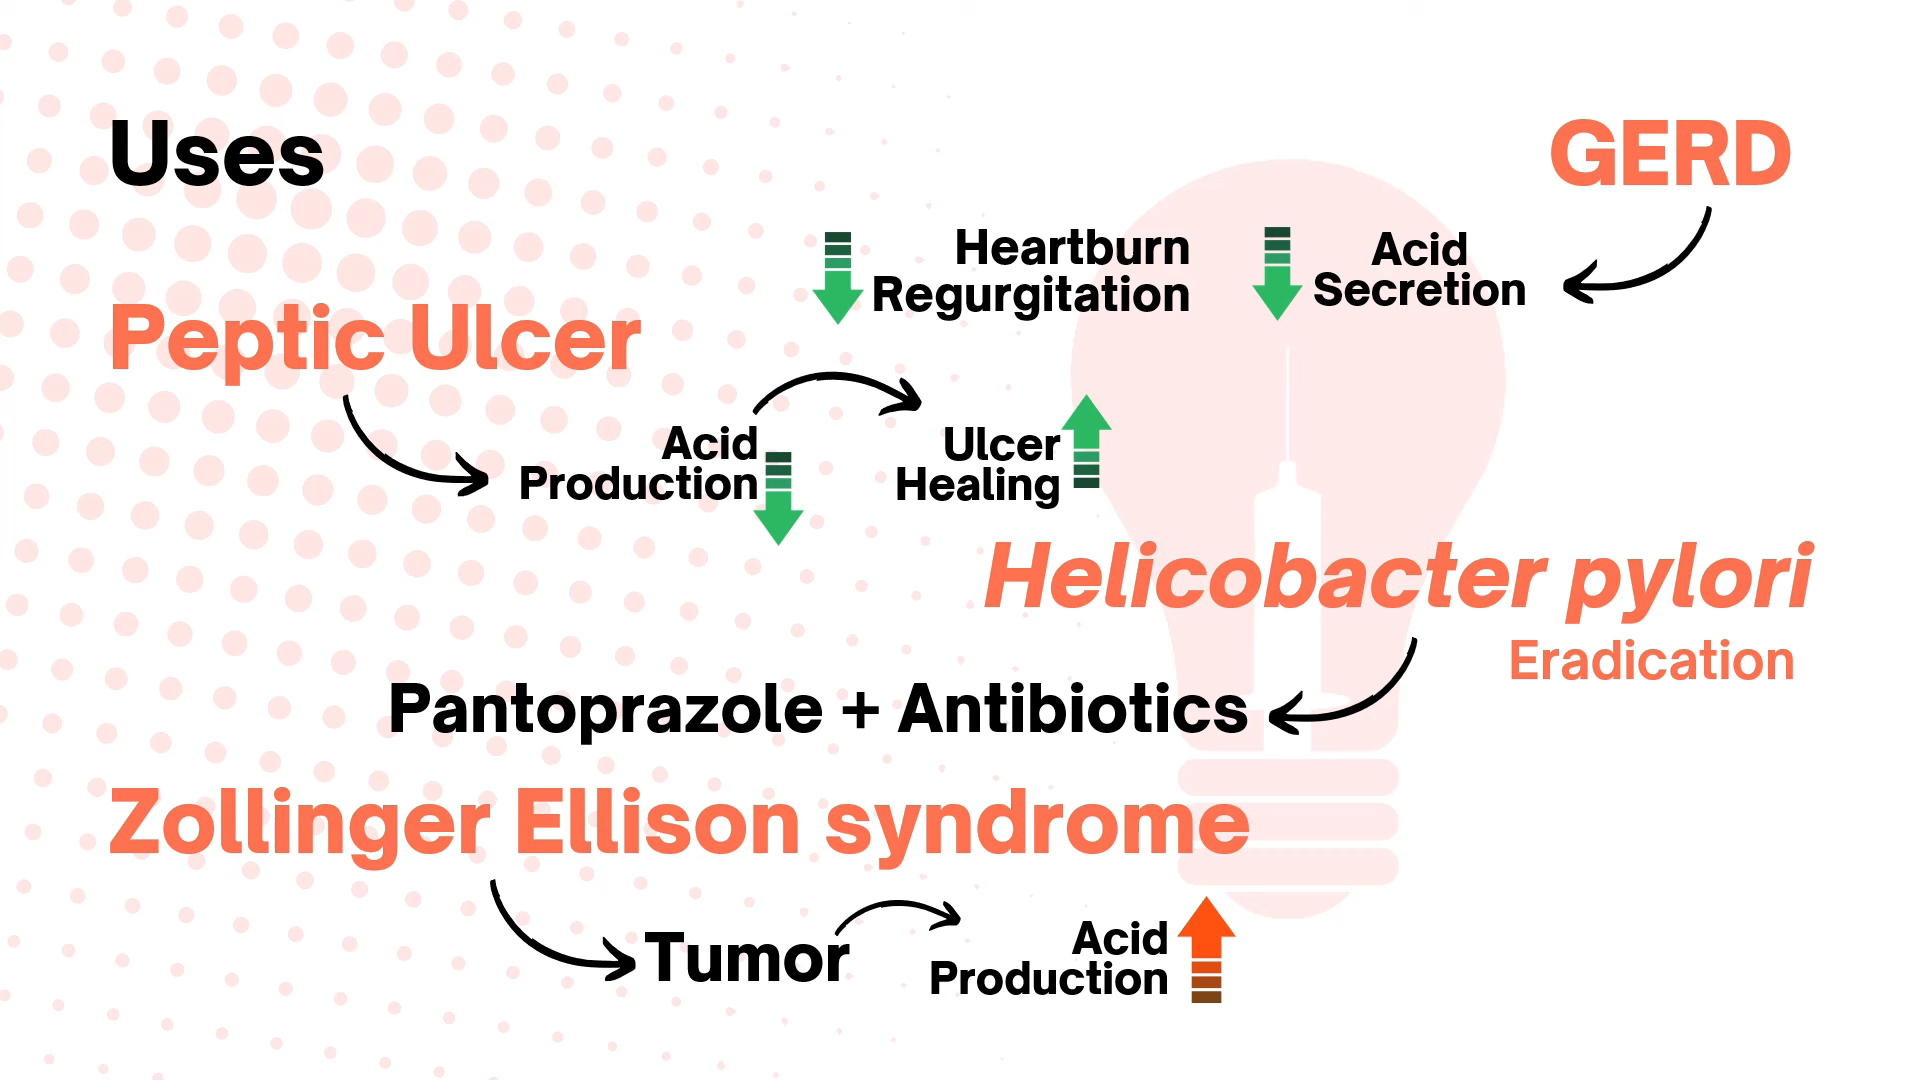 Uses
GERD
Heartburn
Regurgitation
Acid
Secretion
Peptic Ulcer
Acid
Production
Ulcer
Healing
Helicobacter pylori
Eradication
Pantoprazole + Antibiotics
Zollinger Ellison syndrome
Tumor
Acid
Production